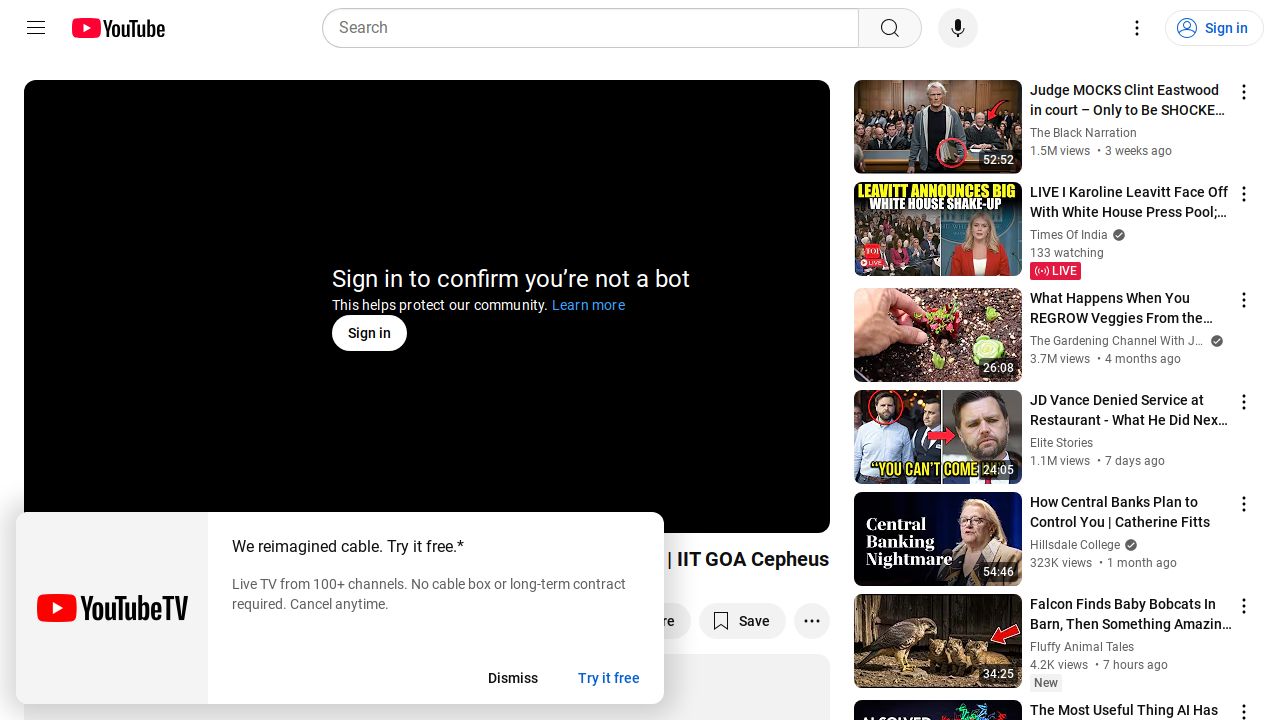 YouTube
Search
Sign in
Sign in to confirm you’re not a bot
This helps protect our community. Learn more
Sign in
| IIT GOA Cepheus
re
Save
We reimagined cable. Try it free.*
Live TV from 100+ channels. No cable box or long-term contract
required. Cancel anytime.
YouTubeTV
Dismiss
Try it free
52:52
Judge MOCKS Clint Eastwood
in court – Only to Be SHOCKE...
The Black Narration
1.5M views • 3 weeks ago
LEAVITT ANNOUNCES BIG
WHITE HOUSE SHAKE-UP
LIVE
LIVE I Karoline Leavitt Face Off
With White House Press Pool;...
Times Of India
133 watching
LIVE
26:08
What Happens When You
REGROW Veggies From the...
The Gardening Channel With J...
3.7M views • 4 months ago
“YOU CAN’T COME
24:05
JD Vance Denied Service at
Restaurant - What He Did Nex...
Elite Stories
1.1M views • 7 days ago
Central
Banking
Nightmare
54:46
How Central Banks Plan to
Control You | Catherine Fitts
Hillsdale College
323K views • 1 month ago
34:25
Falcon Finds Baby Bobcats In
Barn, Then Something Amazin...
Fluffy Animal Tales
4.2K views • 7 hours ago
New
AI SOLVED
The Most Useful Thing AI Has